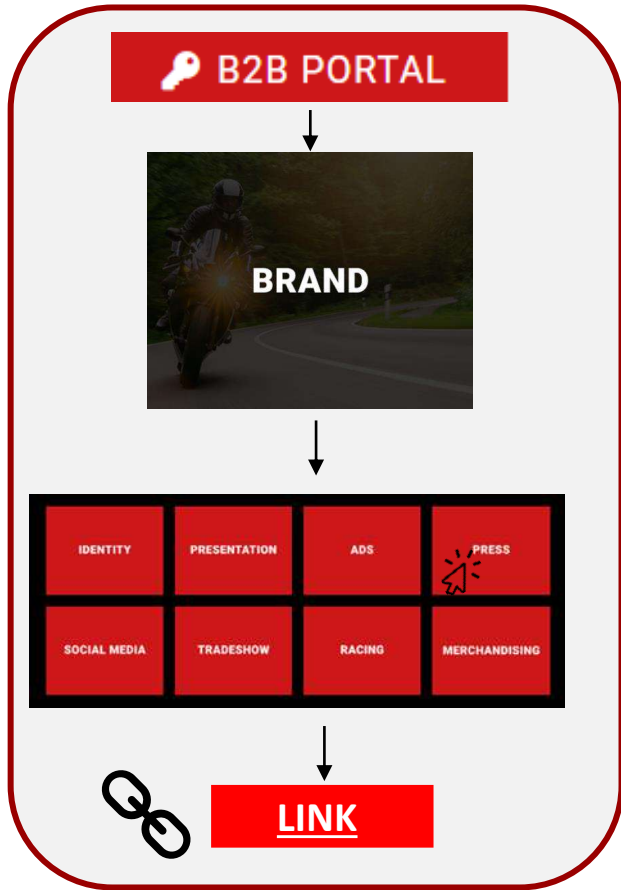 B2B PORTAL
BRAND
IDENTITY PRESENTATION ADS PRESS
SOCIAL MEDIA TRADESHOW RACING MERCHANDISING
LINK